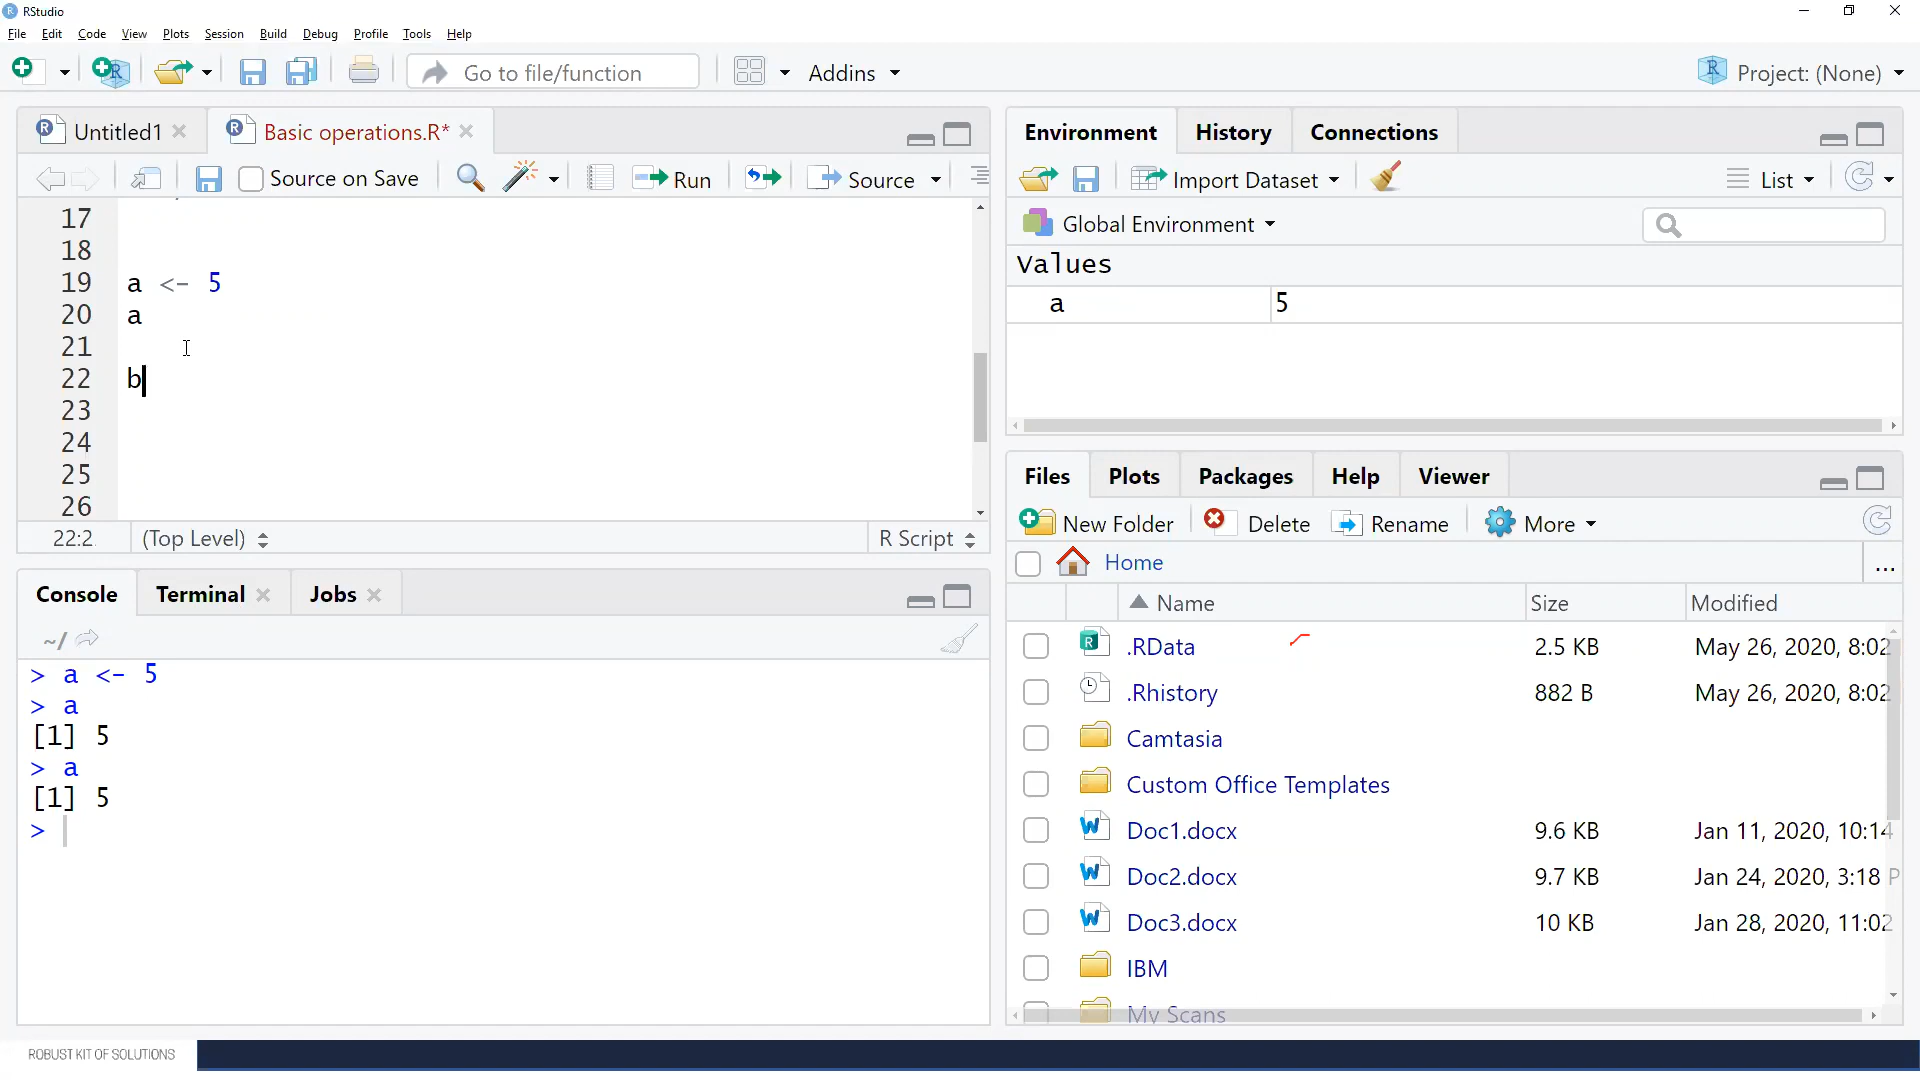 RStudio
File Edit Code View Plots Session Build Debug Profile Tools Help
Go to file/function Addins Project: (None)
Untitled1 Basic operations.R*
Source on Save Run Source
17
18
19 a <- 5
20 a
21
22 b
23
24
25
26
22:2 (Top Level) R Script
Console Terminal Jobs
~/
> a <- 5
> a
[1] 5
> a
[1] 5
>
Environment History Connections
Import Dataset List
Global Environment
Values
a 5
Files Plots Packages Help Viewer
New Folder Delete Rename More
Home ...
Name Size Modified
.RData 2.5 KB May 26, 2020, 8:02
.Rhistory 882 B May 26, 2020, 8:02
Camtasia
Custom Office Templates
Doc1.docx 9.6 KB Jan 11, 2020, 10:14
Doc2.docx 9.7 KB Jan 24, 2020, 3:18 P
Doc3.docx 10 KB Jan 28, 2020, 11:02
IBM
My Scans
ROBUST KIT OF SOLUTIONS